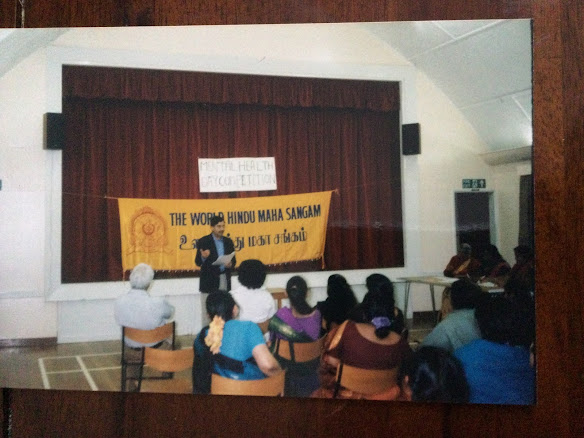 MENTAL HEALTH
DAY COMPETITION
THE WORLD HINDU MAHA SANGAM
மகா சங்கம்